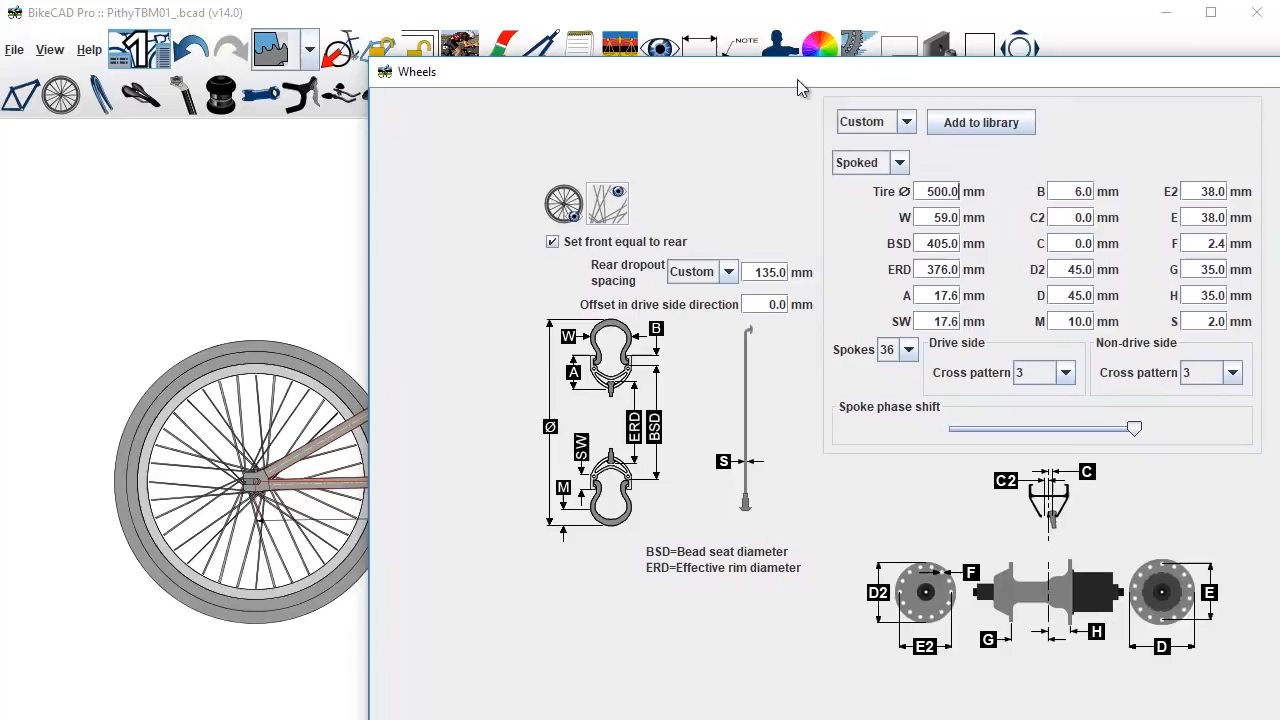 BikeCAD Pro :: PithyTBM01_.bcad (v14.0)
File View Help
1
NOTE
Wheels
Custom Add to library
Spoked
Tire Ø 500.0 mm B 6.0 mm E2 38.0 mm
W 59.0 mm C2 0.0 mm E 38.0 mm
BSD 405.0 mm C 0.0 mm F 2.4 mm
ERD 376.0 mm D2 45.0 mm G 35.0 mm
A 17.6 mm D 45.0 mm H 35.0 mm
SW 17.6 mm M 10.0 mm S 2.0 mm
Spokes 36 Drive side Non-drive side
Cross pattern 3 Cross pattern 3
Spoke phase shift
Set front equal to rear
Rear dropout
spacing Custom 135.0 mm
Offset in drive side direction 0.0 mm
W B
A
Ø SW ERD BSD
M
S
BSD=Bead seat diameter
ERD=Effective rim diameter
C2 C
D2 F E
G H
E2 D